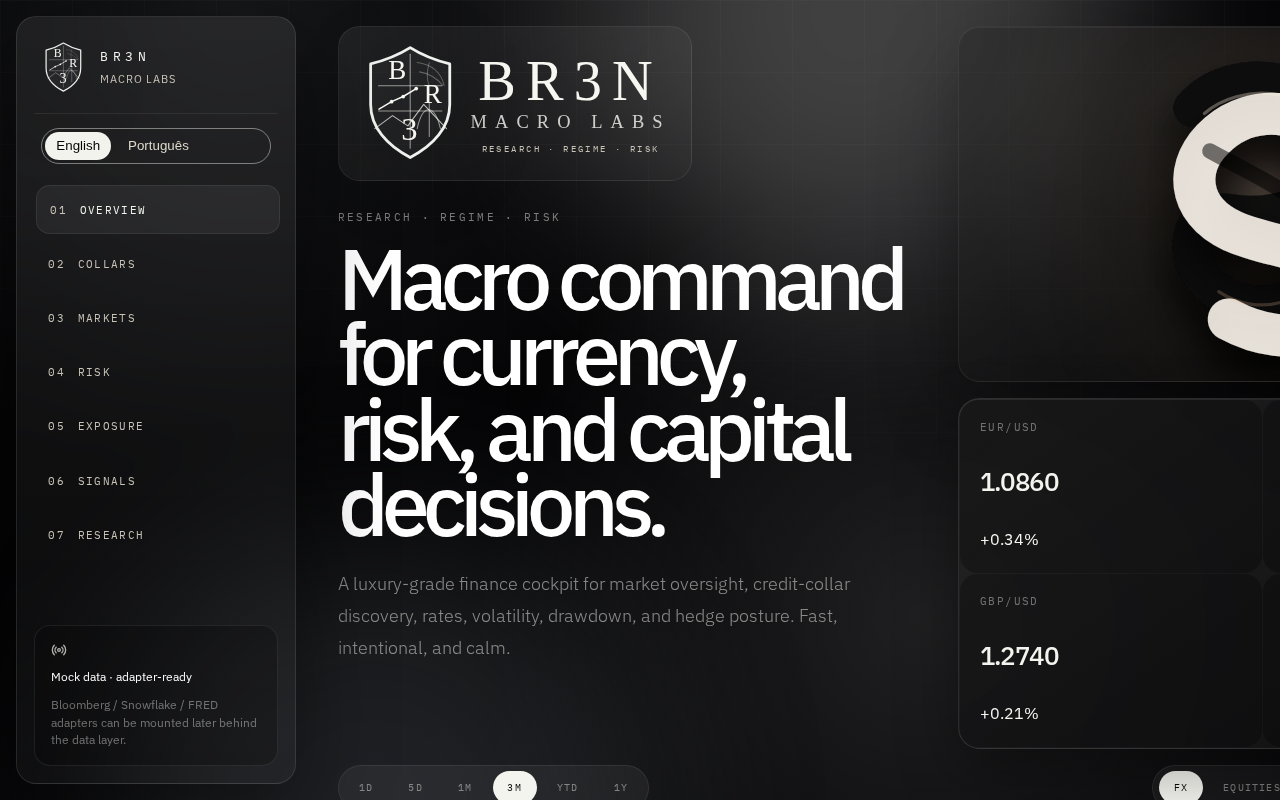 B
R
3
BR3N
MACRO LABS
English
Português
01 OVERVIEW
02 COLLARS
03 MARKETS
04 RISK
05 EXPOSURE
06 SIGNALS
07 RESEARCH
Mock data · adapter-ready
Bloomberg / Snowflake / FRED
adapters can be mounted later behind
the data layer.
B
R
3
BR3N
MACRO LABS
RESEARCH · REGIME · RISK
RESEARCH · REGIME · RISK
Macro command
for currency,
risk, and capital
decisions.
A luxury-grade finance cockpit for market oversight, credit-collar
discovery, rates, volatility, drawdown, and hedge posture. Fast,
intentional, and calm.
1D 5D 1M 3M YTD 1Y
EUR/USD
1.0860
+0.34%
GBP/USD
1.2740
+0.21%
FX EQUITIES